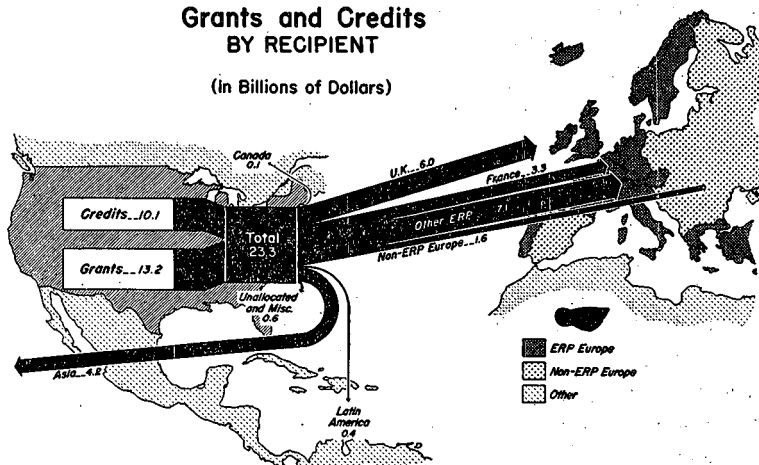 Grants and Credits
BY RECIPIENT
(in Billions of Dollars)
Canada
0.1
U.K.__6.0
France__3.3
Other ERP 7.1
Non-ERP Europe__1.6
Credits__10.1
Total
23.3
Grants__13.2
Unallocated
and Misc.
0.6
Asia__4.2
Latin
America
0.4
ERP Europe
Non-ERP Europe
Other